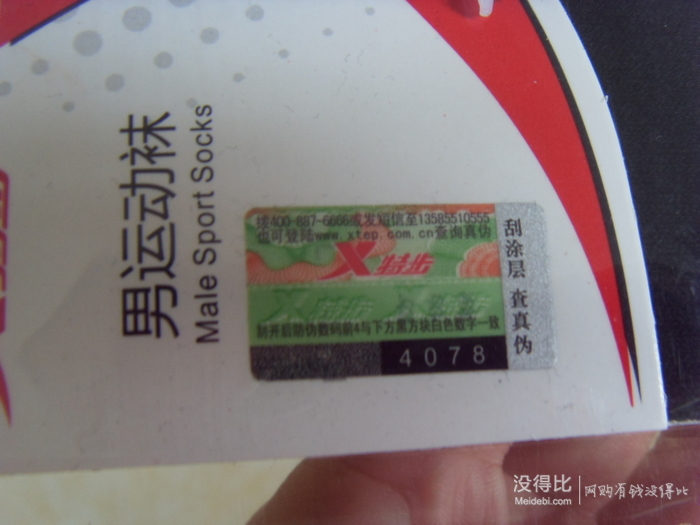 男运动袜
Male Sport Socks
拨400-887-6666或发短信至13585510555
也可登陆www.xtep.com.cn查询真伪
X特步
刮开后防伪数码前4与下方黑方块白色数字一致
4078
刮涂层 查真伪
没得比
Meidebi.com
网购有钱没得比